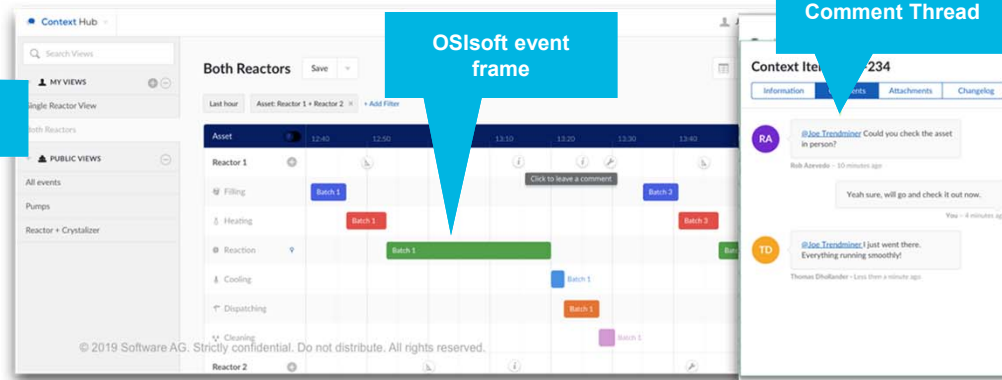 Comment Thread
OSIsoft event
frame
Context Hub
Search Views
MY VIEWS
Single Reactor View
Both Reactors
PUBLIC VIEWS
All events
Pumps
Reactor + Crystalizer
Both Reactors Save
Last hour Asset: Reactor 1 + Reactor 2 × + Add Filter
Asset 12:40 12:50 13:10 13:20 13:30 13:40
Reactor 1
Click to leave a comment
Filling Batch 1 Batch 3
Heating Batch 1 Batch 3
Reaction Batch 1
Cooling Batch 1
Dispatching Batch 1
Cleaning Batch 1
© 2019 Software AG. Strictly confidential. Do not distribute. All rights reserved.
Reactor 2
Context Ite 234
Information Attachments Changelog
RA
@Joe Trendminer Could you check the asset
in person?
Rob Azevedo - 10 minutes ago
Yeah sure, will go and check it out now.
You - 4 minutes ago
TD
@Joe Trendminer I just went there.
Everything running smoothly!
Thomas Dhollander - Less then a minute ago